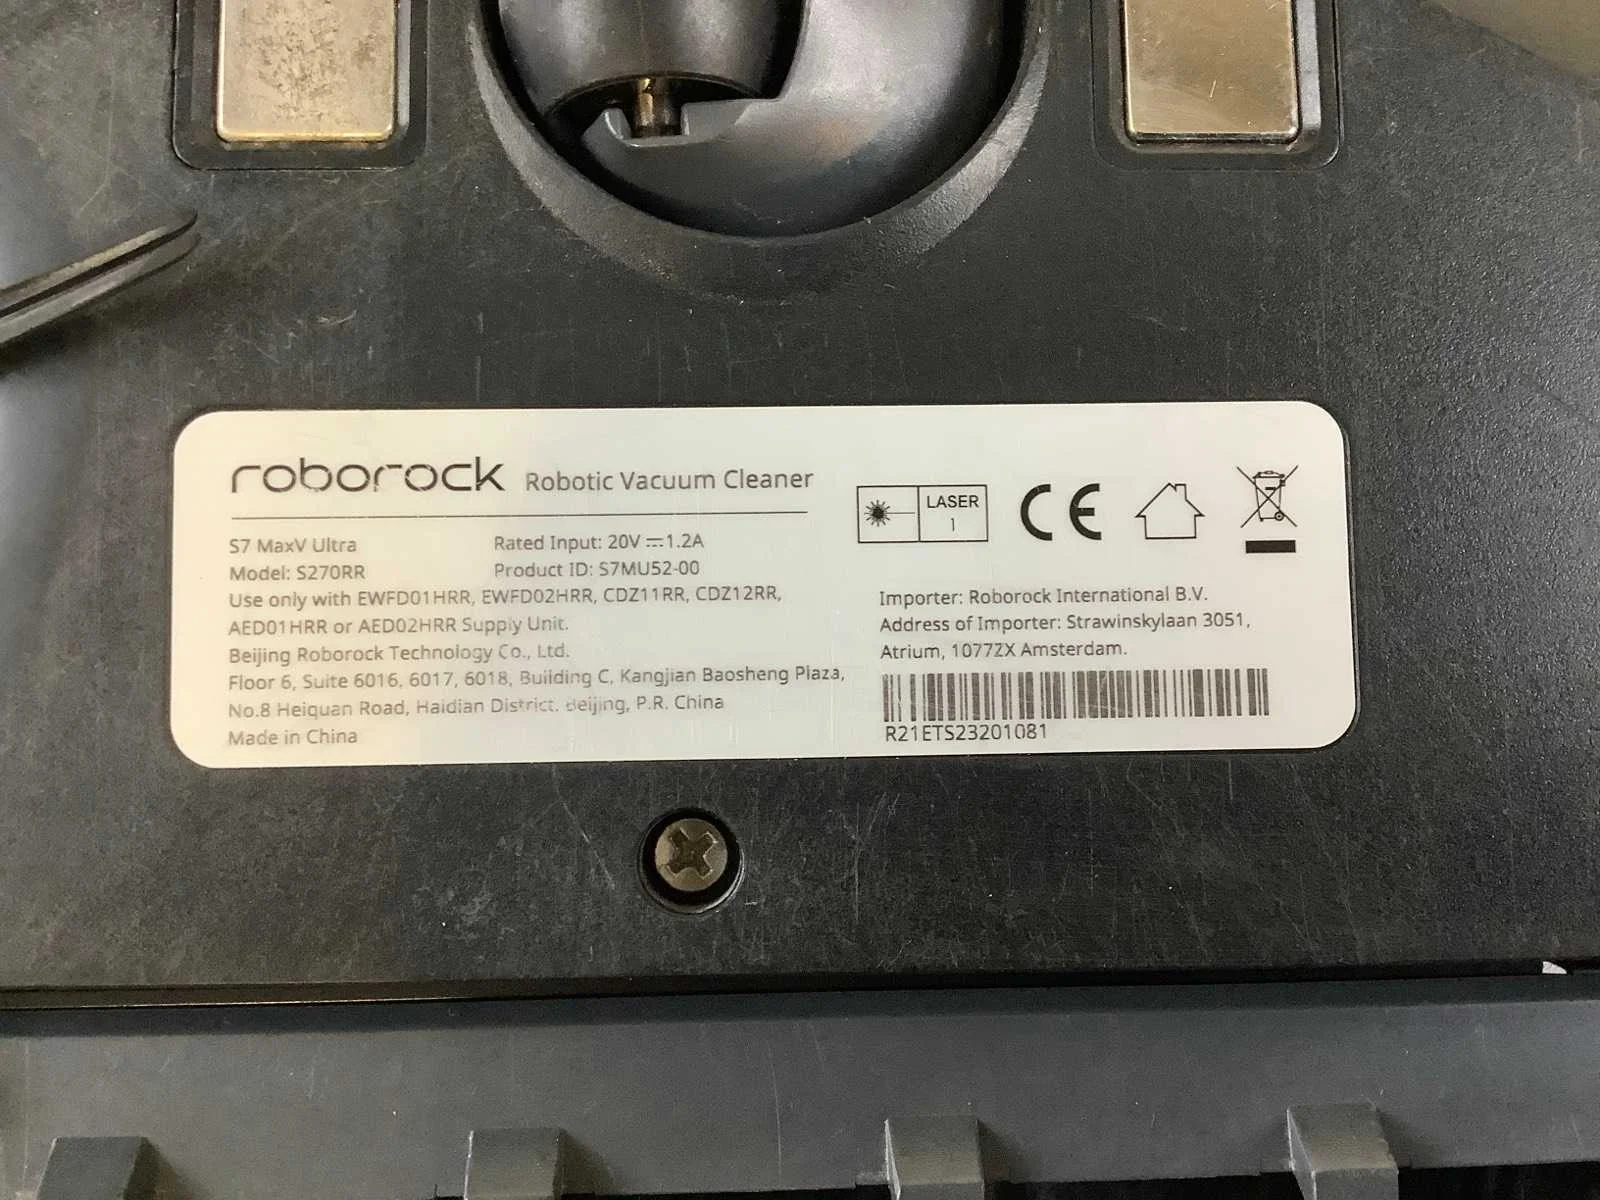 roborock Robotic Vacuum Cleaner
S7 MaxV Ultra
Rated Input: 20V ⎓1.2A
Model: S270RR
Product ID: S7MU52-00
Use only with EWFD01HRR, EWFD02HRR, CDZ11RR, CDZ12RR,
AED01HRR or AED02HRR Supply Unit.
Beijing Roborock Technology Co., Ltd.
Floor 6, Suite 6016, 6017, 6018, Building C, Kangjian Baosheng Plaza,
No.8 Heiquan Road, Haidian District. Beijing, P.R. China
Made in China
LASER
1
CE
Importer: Roborock International B.V.
Address of Importer: Strawinskylaan 3051,
Atrium, 1077ZX Amsterdam.
R21ETS23201081